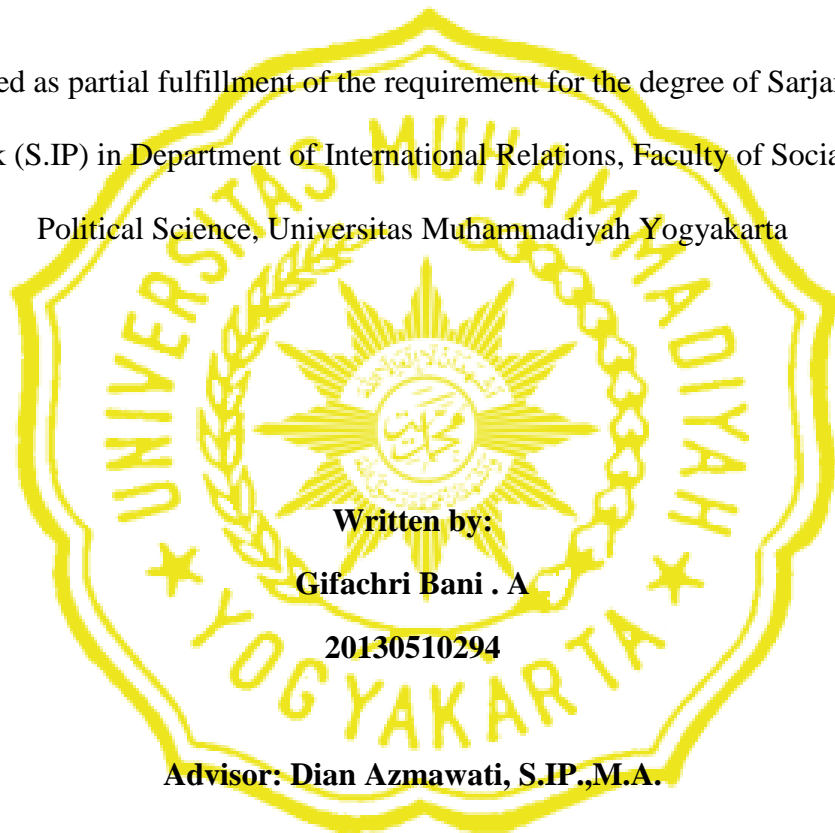 ed as partial fulfillment of the requirement for the degree of Sarja
k (S.IP) in Department of International Relations, Faculty of Socia
Political Science, Universitas Muhammadiyah Yogyakarta
UNIVERSITAS MUHAMMADIYAH
YOGYAKARTA
Written by:
Gifachri Bani . A
20130510294
Advisor: Dian Azmawati, S.IP.,M.A.